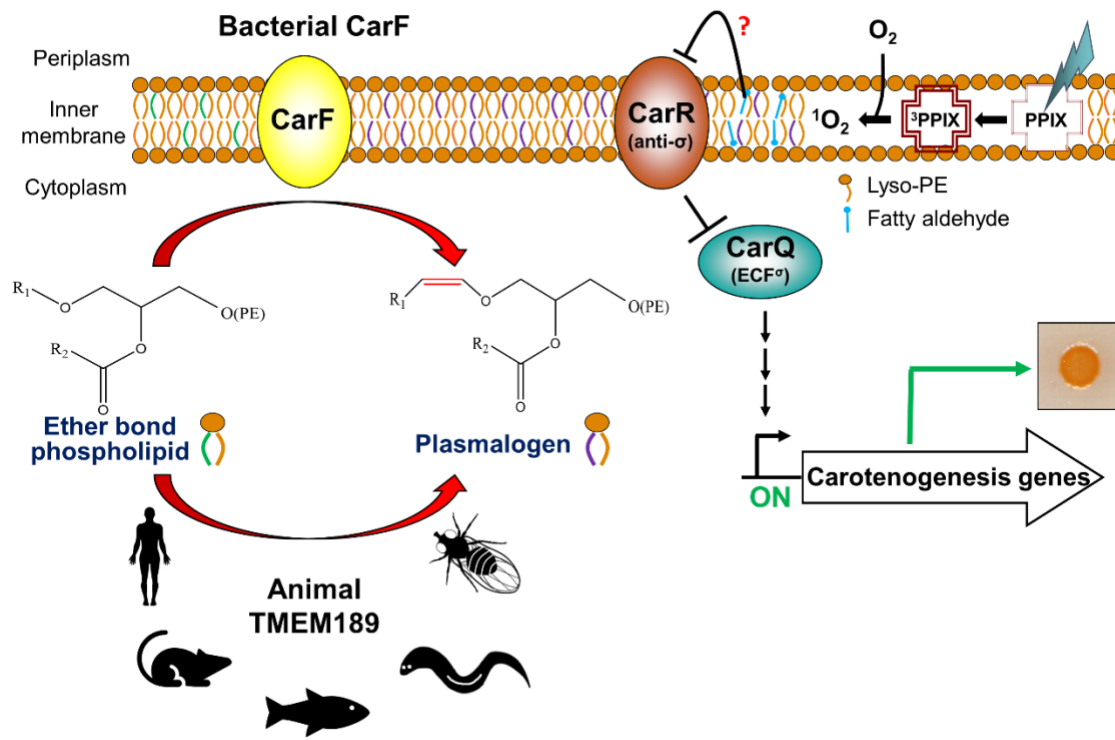 Bacterial CarF
Periplasm
Inner
membrane
Cytoplasm
CarF
CarR
(anti-σ)
?
O₂
¹O₂
³PPIX
PPIX
Lyso-PE
Fatty aldehyde
CarQ
(ECFσ)
R₁
O
O(PE)
R₂
O
O
R₁
O
O(PE)
R₂
O
O
Ether bond
phospholipid
Plasmalogen
ON
Carotenogenesis genes
Animal
TMEM189